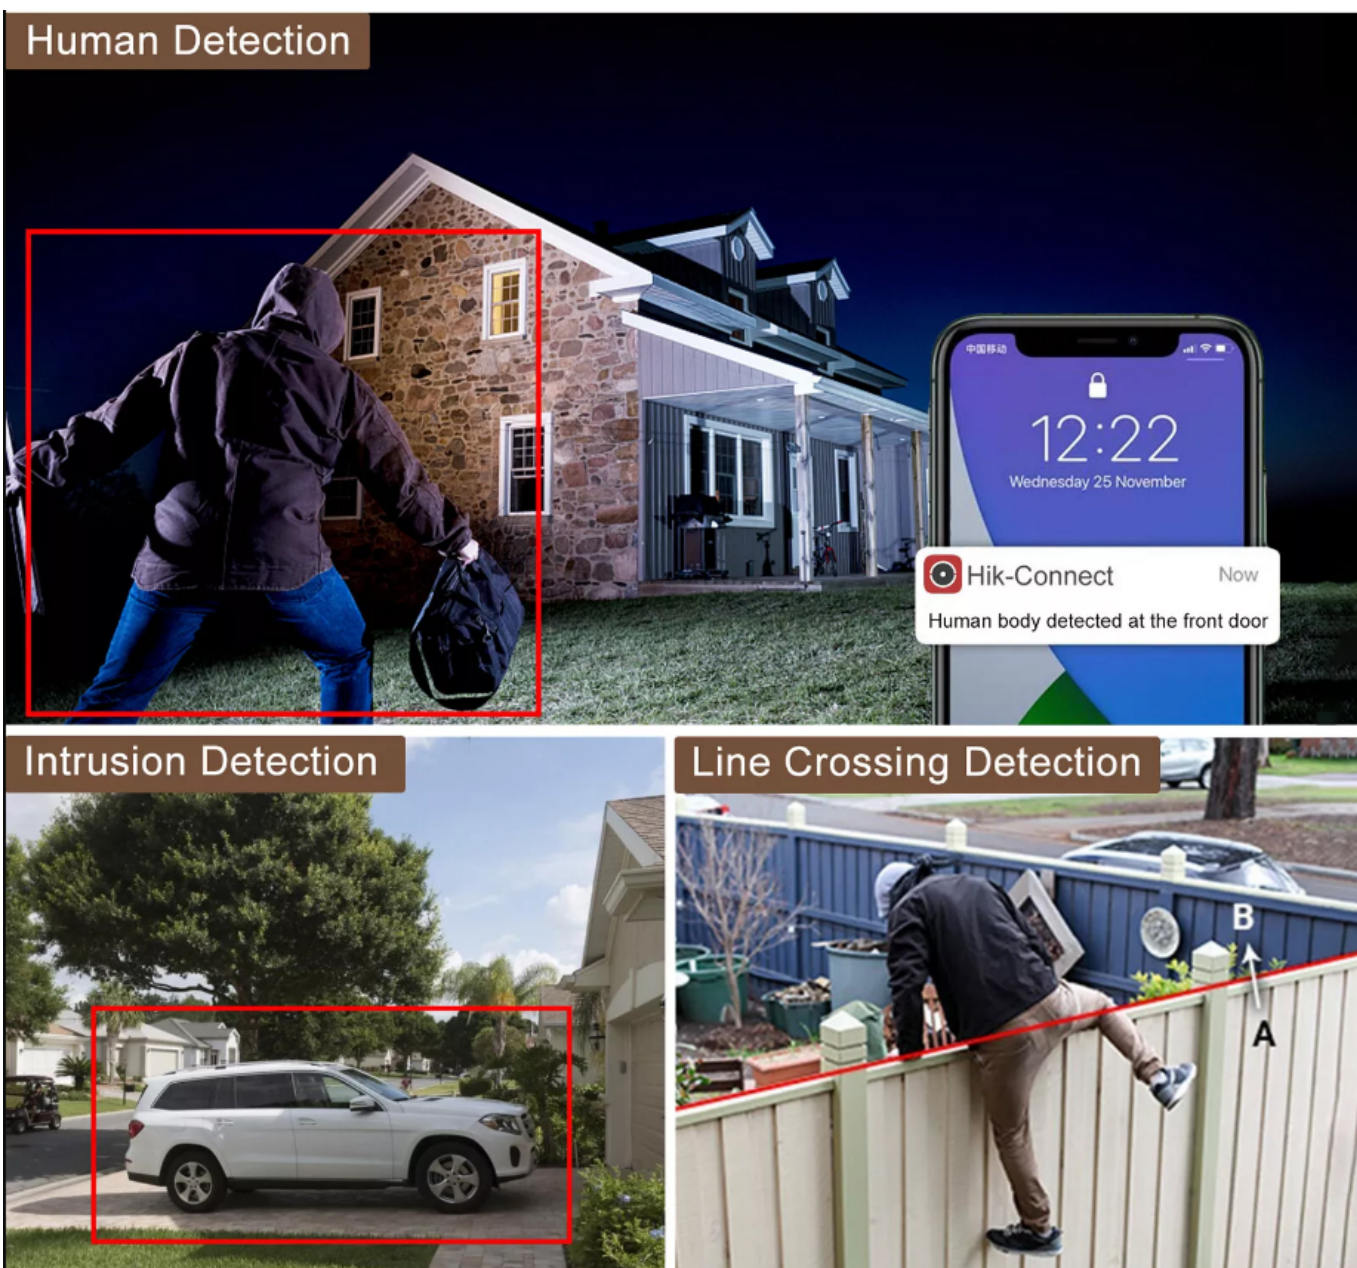 Human Detection
中国移动
12:22
Wednesday 25 November
Hik-Connect
Now
Human body detected at the front door
Intrusion Detection
Line Crossing Detection
B
A